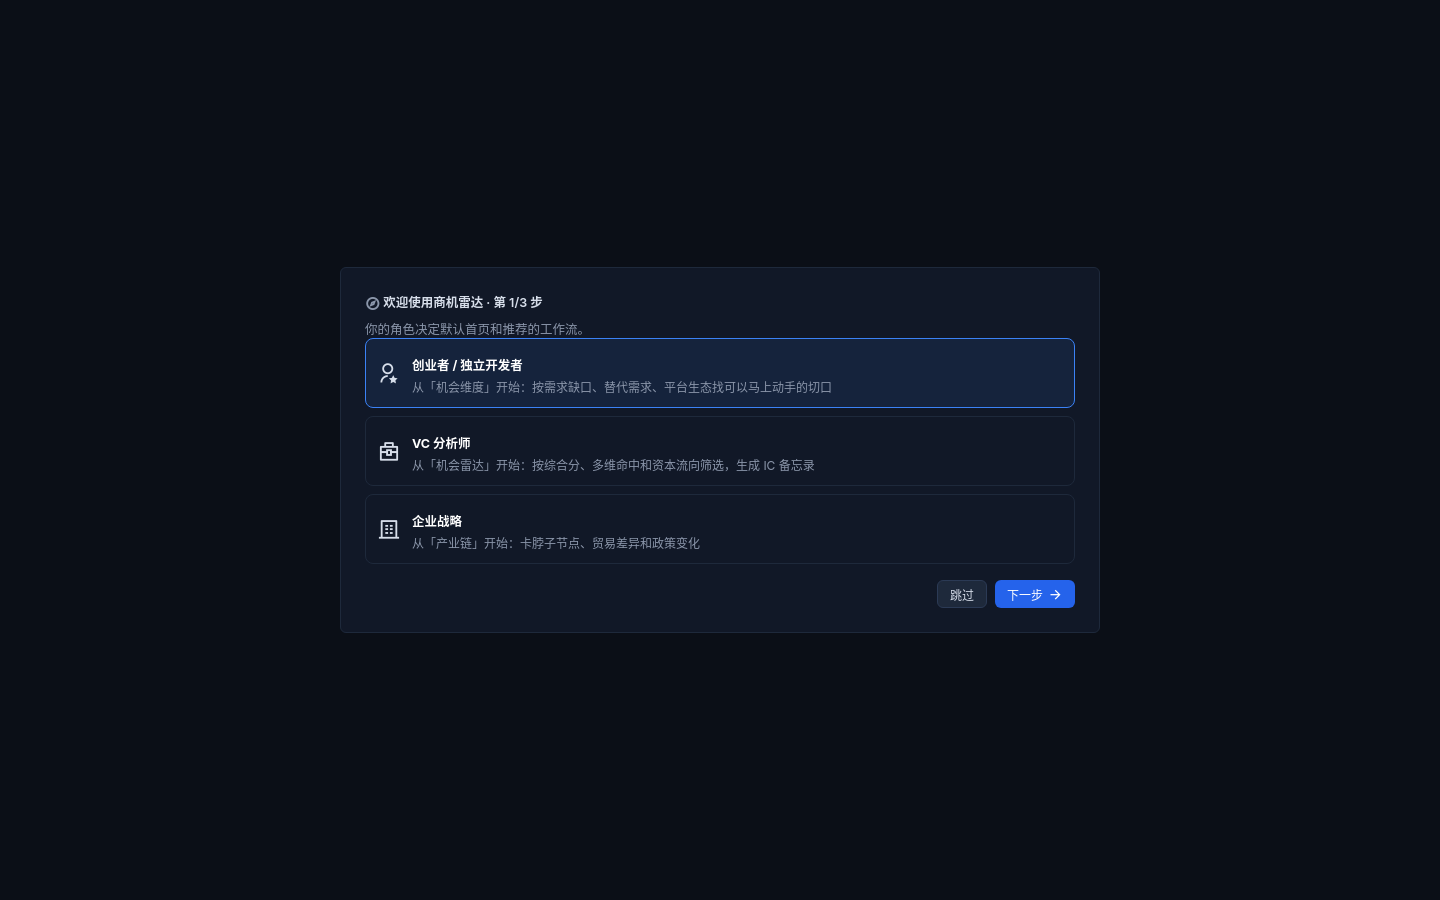 欢迎使用商机雷达 · 第 1/3 步
你的角色决定默认首页和推荐的工作流。
创业者 / 独立开发者
从「机会维度」开始：按需求缺口、替代需求、平台生态找可以马上动手的切口
VC 分析师
从「机会雷达」开始：按综合分、多维命中和资本流向筛选，生成 IC 备忘录
企业战略
从「产业链」开始：卡脖子节点、贸易差异和政策变化
跳过
下一步